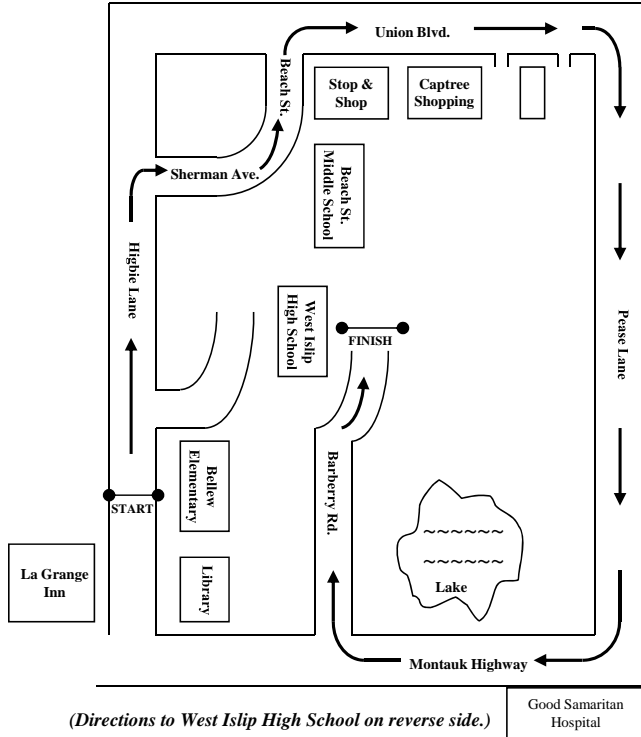 Union Blvd.
Beach St.
Stop &
Shop
Captree
Shopping
Sherman Ave.
Beach St.
Middle School
Higbie Lane
West Islip
High School
FINISH
Pease Lane
Bellew
Elementary
Barberry Rd.
START
La Grange
Inn
Library
~~~~~~
~~~~~~
Lake
Montauk Highway
(Directions to West Islip High School on reverse side.)
Good Samaritan
Hospital